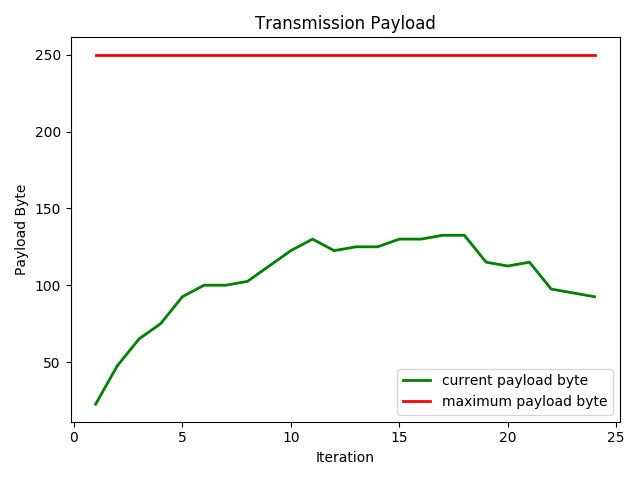 Transmission Payload
250
200
150
100
50
Payload Byte
0
5
10
15
20
25
Iteration
current payload byte
maximum payload byte